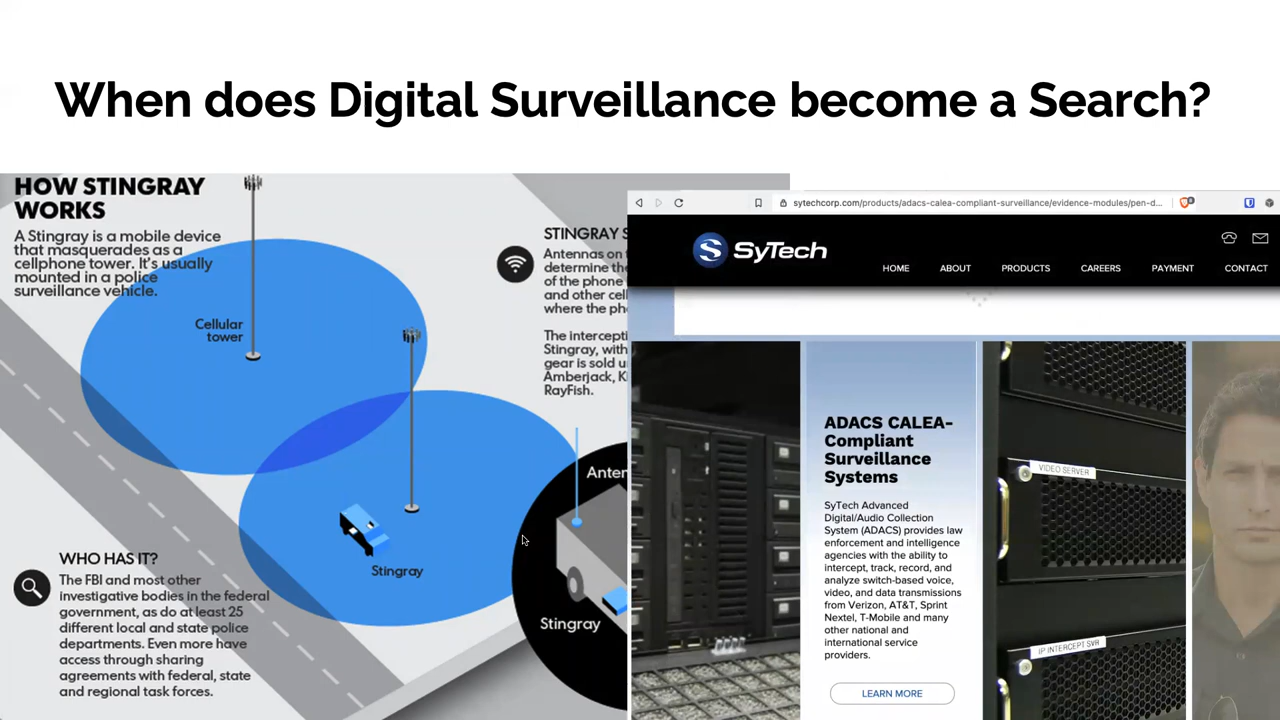 When does Digital Surveillance become a Search?
HOW STINGRAY
WORKS
A Stingray is a mobile device
that masquerades as a
cellphone tower. It's usually
mounted in a police
surveillance vehicle.
Cellular
tower
Stingray
WHO HAS IT?
The FBI and most other
investigative bodies in the federal
government, as do at least 25
different local and state police
departments. Even more have
access through sharing
agreements with federal, state
and regional task forces.
STINGRAY S
Antennas on
determine the
of the phone
and other cell
where the ph
The intercepti
Stingray, with
gear is sold u
Amberjack, K
RayFish.
Anten
Stingray
sytechcorp.com/products/adacs-calea-compliant-surveillance/evidence-modules/pen-d...
SyTech
HOME ABOUT PRODUCTS CAREERS PAYMENT CONTACT
ADACS CALEA-
Compliant
Surveillance
Systems
SyTech Advanced
Digital/Audio Collection
System (ADACS) provides law
enforcement and intelligence
agencies with the ability to
intercept, track, record, and
analyze switch-based voice,
video, and data transmissions
from Verizon, AT&T, Sprint
Nextel, T-Mobile and many
other national and
international service
providers.
LEARN MORE
VIDEO SERVER
IP INTERCEPT SVR